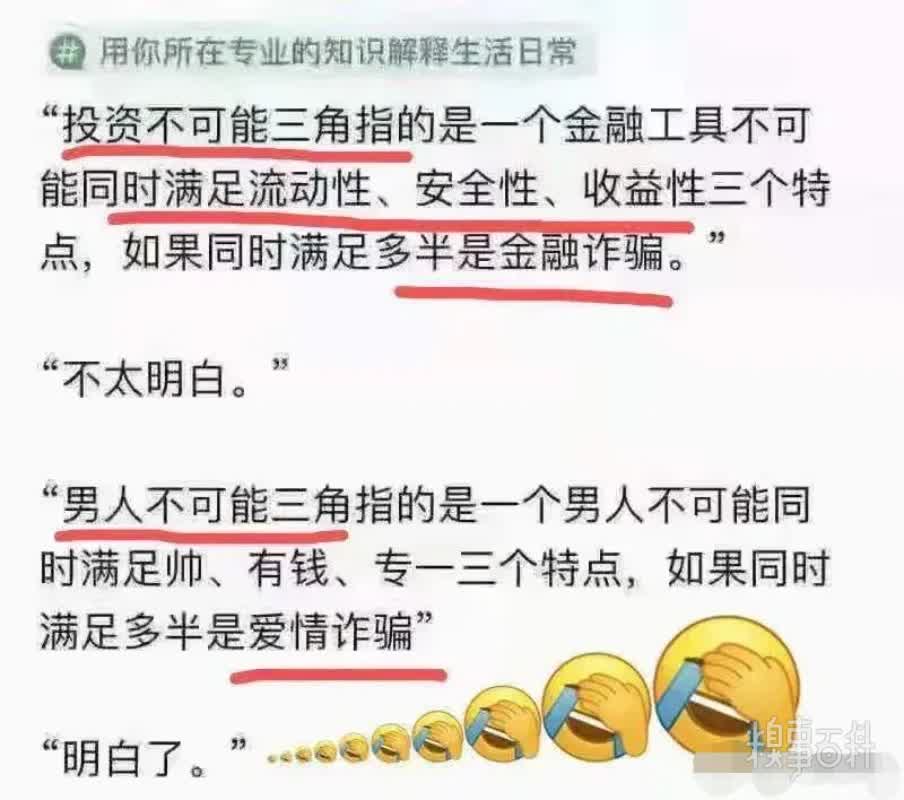 # 用你所在专业的知识解释生活日常
“投资不可能三角指的是一个金融工具不可
能同时满足流动性、安全性、收益性三个特
点，如果同时满足多半是金融诈骗。”
“不太明白。”
“男人不可能三角指的是一个男人不可能同
时满足帅、有钱、专一三个特点，如果同时
满足多半是爱情诈骗”
“明白了。”
糗事百科